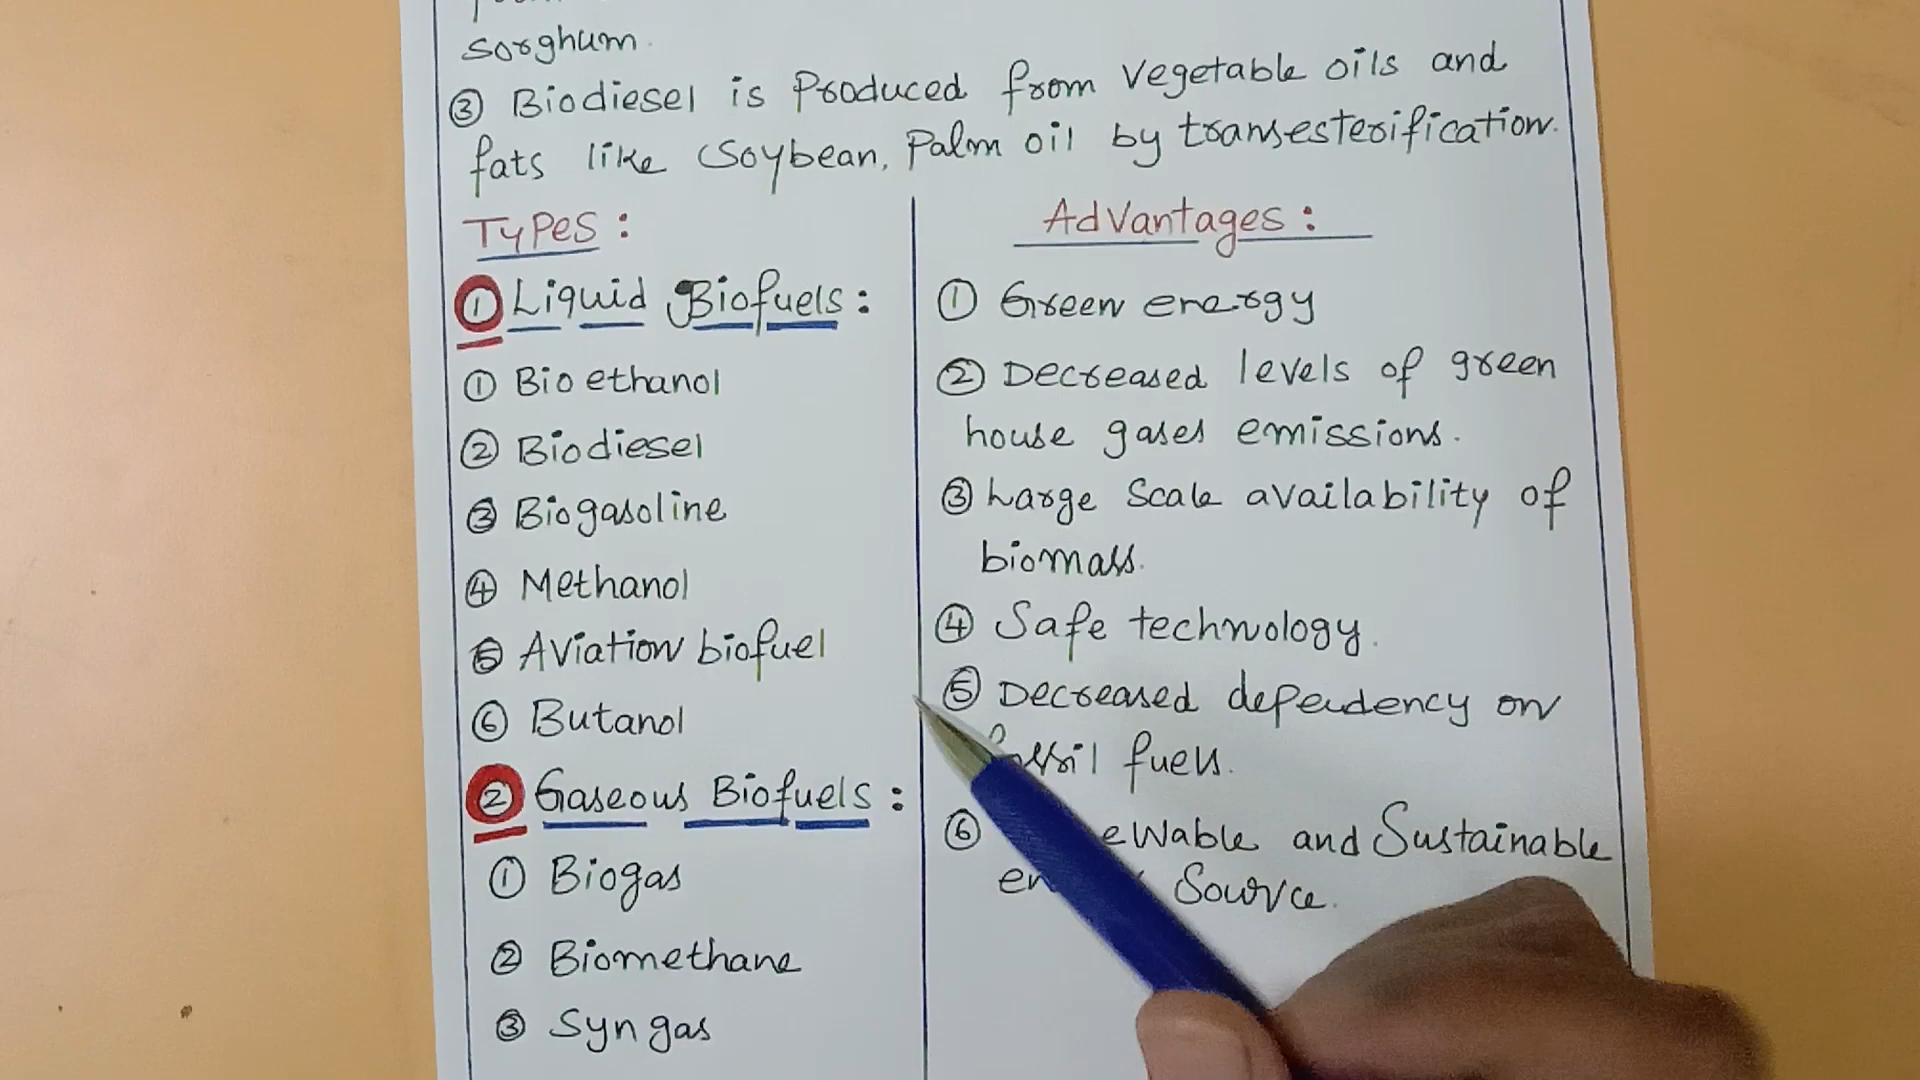 sorghum.
③ Biodiesel is Produced from vegetable oils and
fats like Soybean, Palm oil by transesterification.
Types:
① Liquid Biofuels:
① Bioethanol
② Biodiesel
③ Biogasoline
④ Methanol
⑤ Aviation biofuel
⑥ Butanol
② Gaseous Biofuels:
① Biogas
② Biomethane
③ Syngas
Advantages:
① Green energy
② Decreased levels of green
house gases emissions.
③ Large Scale availability of
biomass.
④ Safe technology.
⑤ Decreased dependency on
fossil fuels.
⑥ and Sustainable
Source.